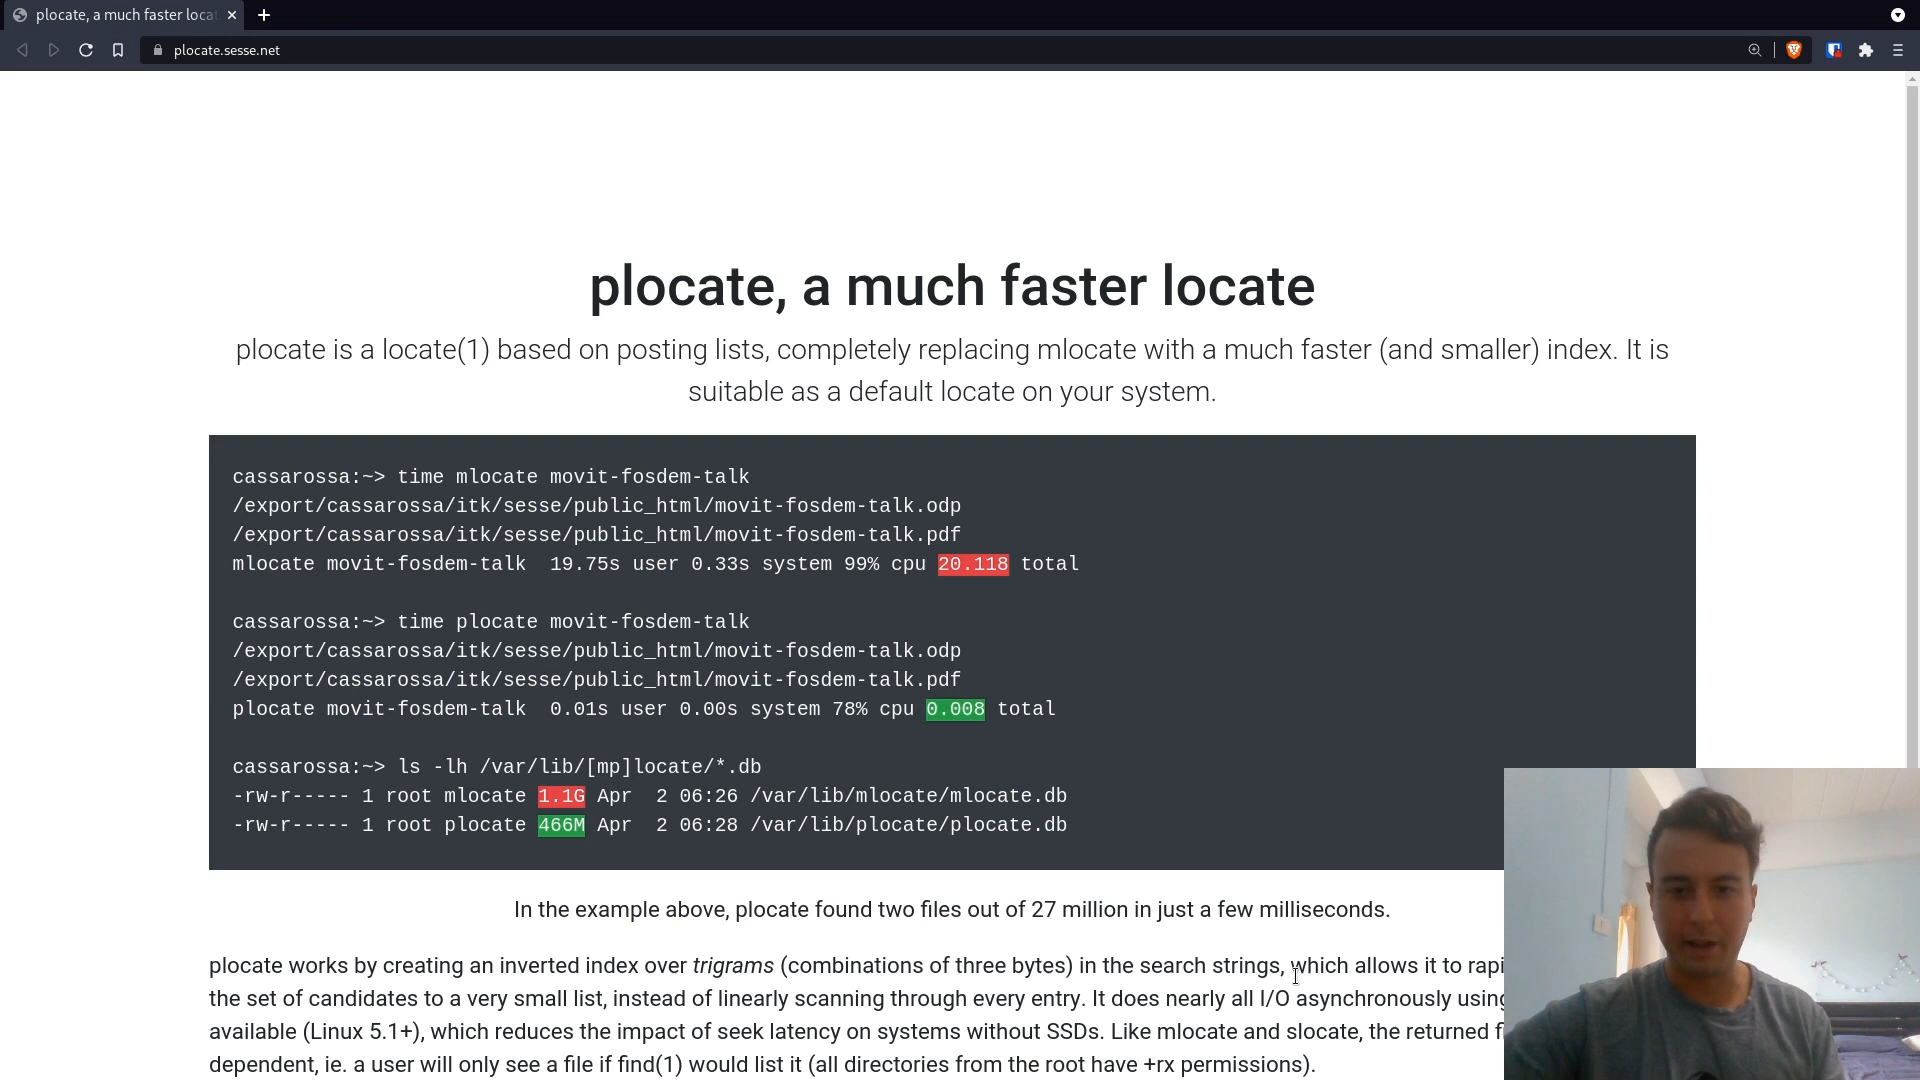 plocate, a much faster locat
plocate.sesse.net
plocate, a much faster locate
plocate is a locate(1) based on posting lists, completely replacing mlocate with a much faster (and smaller) index. It is
suitable as a default locate on your system.
cassarossa:~> time mlocate movit-fosdem-talk
/export/cassarossa/itk/sesse/public_html/movit-fosdem-talk.odp
/export/cassarossa/itk/sesse/public_html/movit-fosdem-talk.pdf
mlocate movit-fosdem-talk  19.75s user 0.33s system 99% cpu 20.118 total
cassarossa:~> time plocate movit-fosdem-talk
/export/cassarossa/itk/sesse/public_html/movit-fosdem-talk.odp
/export/cassarossa/itk/sesse/public_html/movit-fosdem-talk.pdf
plocate movit-fosdem-talk  0.01s user 0.00s system 78% cpu 0.008 total
cassarossa:~> ls -lh /var/lib/[mp]locate/*.db
-rw-r----- 1 root mlocate 1.1G Apr  2 06:26 /var/lib/mlocate/mlocate.db
-rw-r----- 1 root plocate 466M Apr  2 06:28 /var/lib/plocate/plocate.db
In the example above, plocate found two files out of 27 million in just a few milliseconds.
plocate works by creating an inverted index over trigrams (combinations of three bytes) in the search strings, which allows it to rapi
the set of candidates to a very small list, instead of linearly scanning through every entry. It does nearly all I/O asynchronously using
available (Linux 5.1+), which reduces the impact of seek latency on systems without SSDs. Like mlocate and slocate, the returned
dependent, ie. a user will only see a file if find(1) would list it (all directories from the root have +rx permissions).